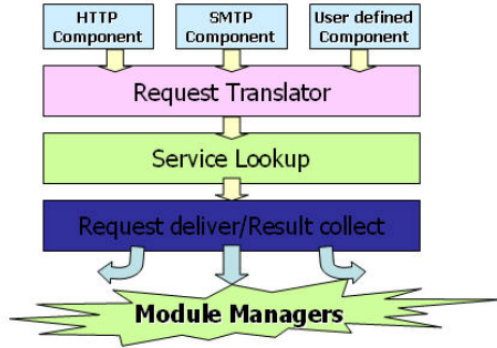 HTTP
Component
SMTP
Component
User defined
Component
Request Translator
Service Lookup
Request deliver/Result collect
Module Managers